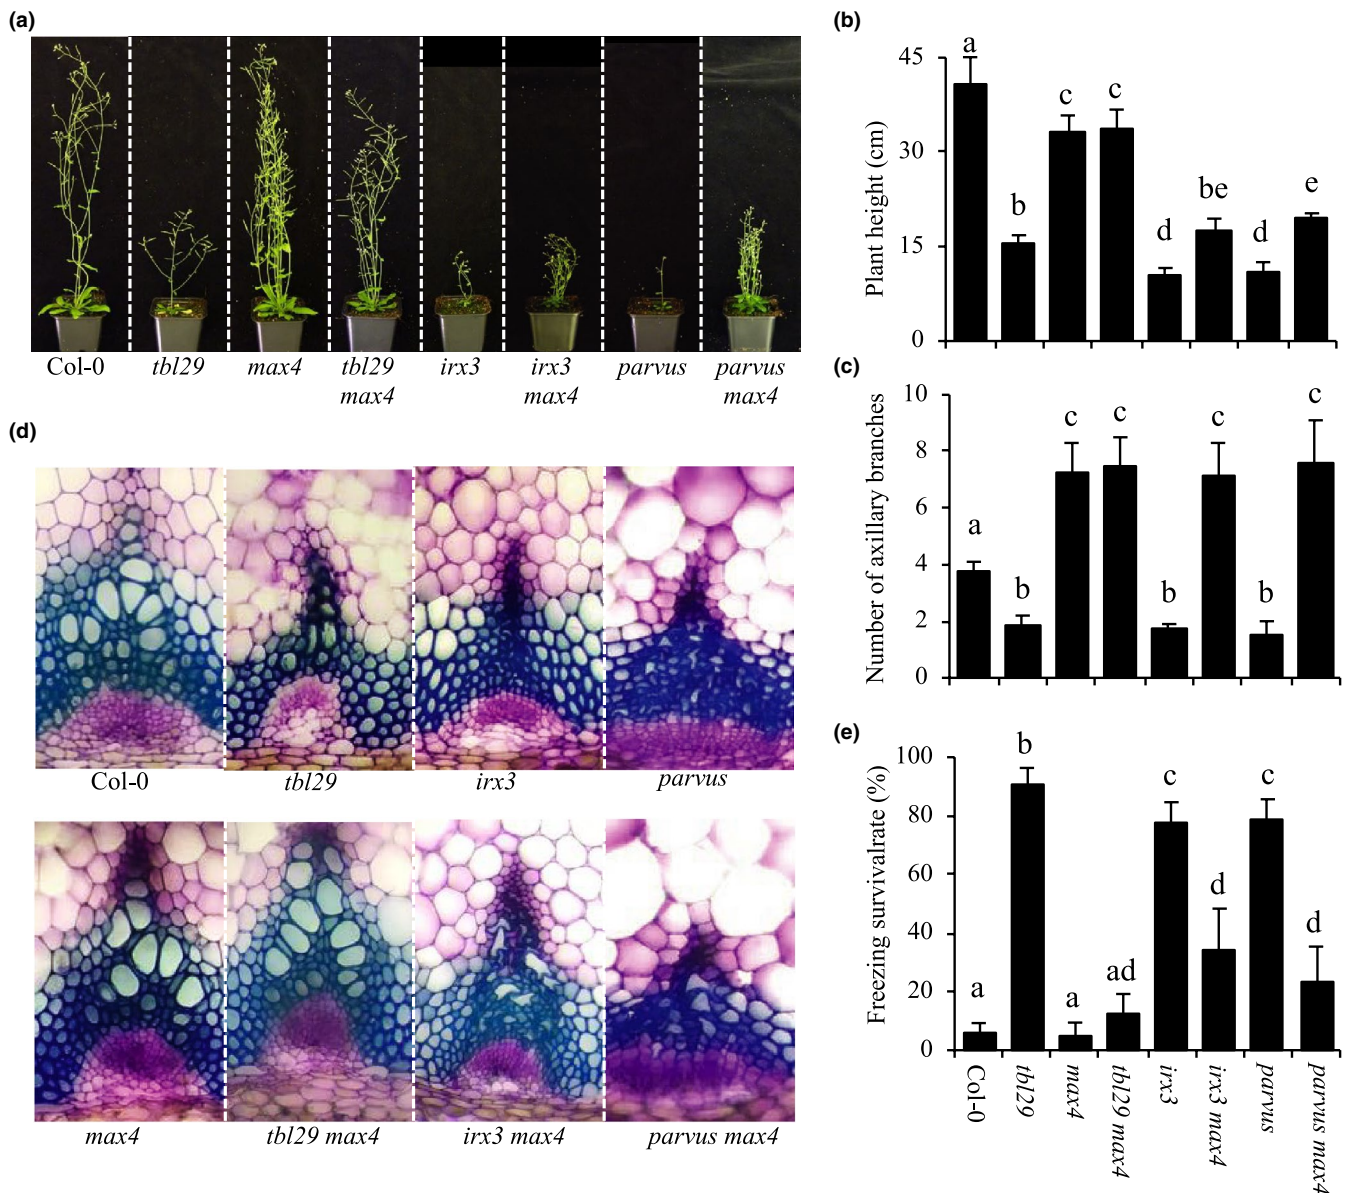 (a)
Col-0
tbl29
max4
tbl29
max4
irx3
irx3
max4
parvus
parvus
max4
(b)
Plant height (cm)
45
30
15
0
a
b
c
c
d
be
d
e
(c)
Number of axillary branches
10
8
6
4
2
0
a
b
c
c
b
c
b
c
(d)
Col-0
tbl29
irx3
parvus
max4
tbl29 max4
irx3 max4
parvus max4
(e)
Freezing survivalrate (%)
100
80
60
40
20
0
a
b
a
ad
c
d
c
d
Col-0
tbl29
max4
tbl29 max4
irx3
irx3 max4
parvus
parvus max4